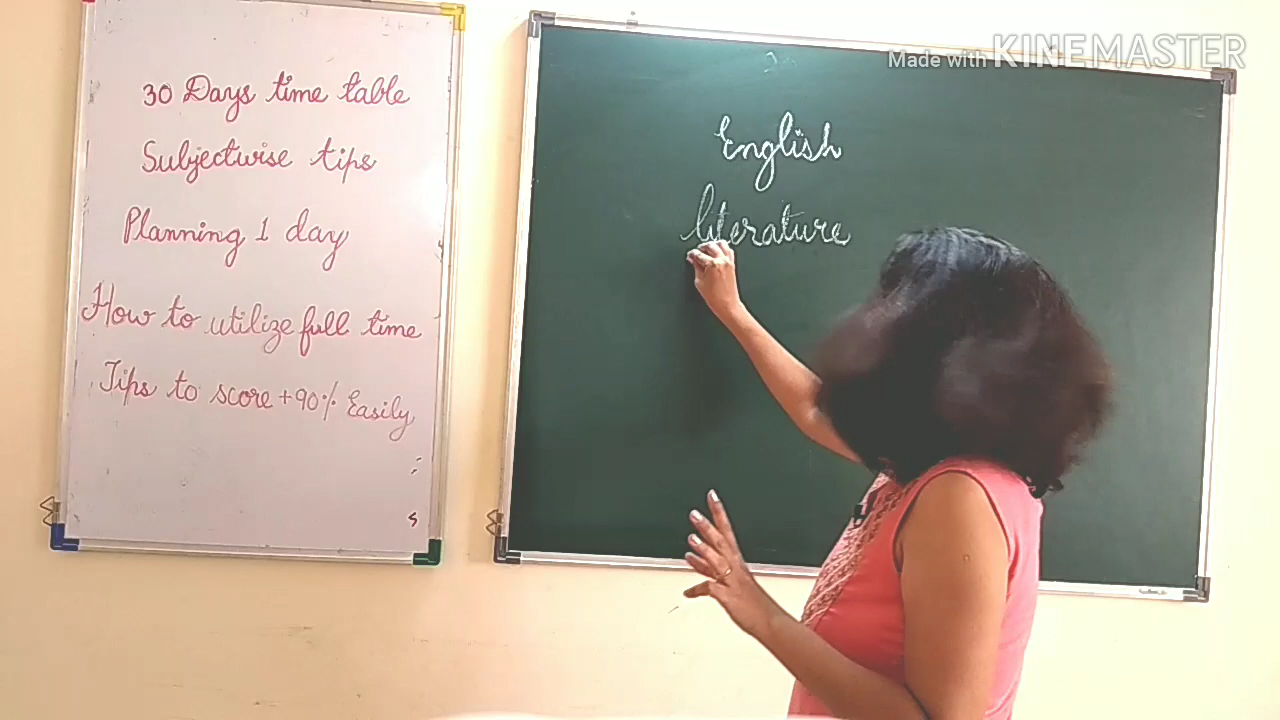 30 Days time table
Subjectwise tips
Planning 1 day
How to utilize full time
Tips to score +90% Easily
English
literature
Made with KINEMASTER